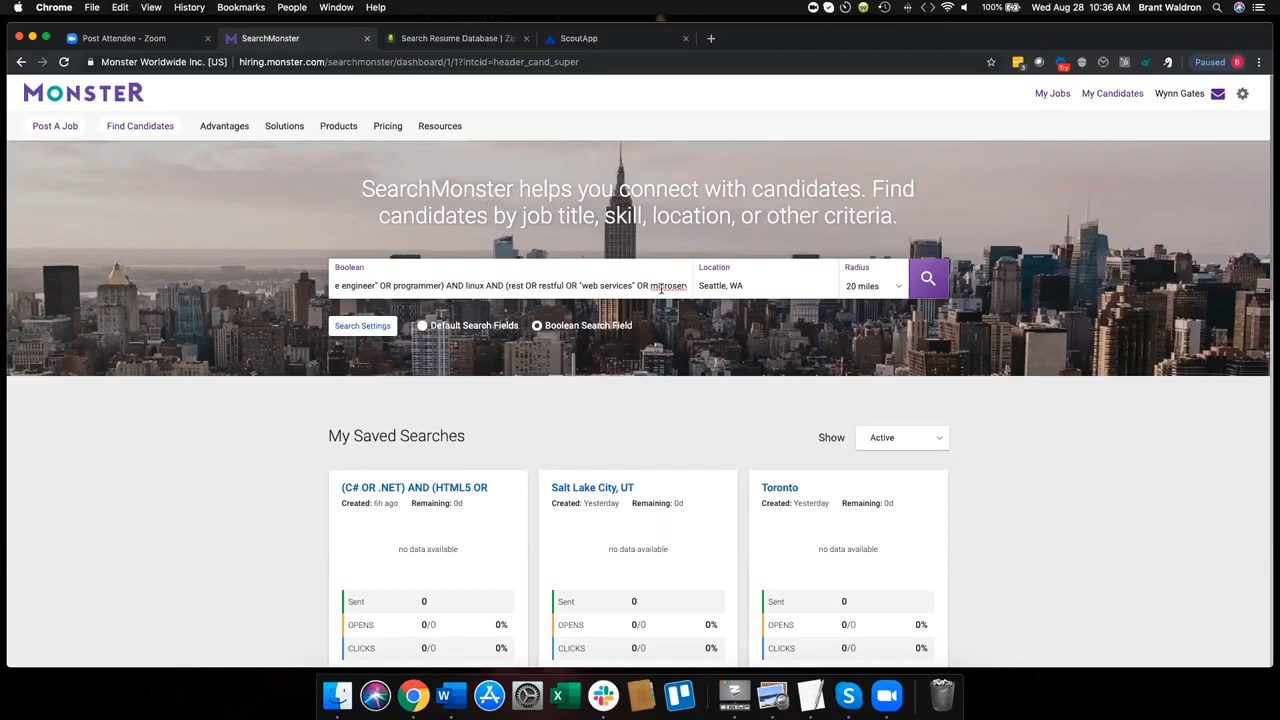 Chrome File Edit View History Bookmarks People Window Help
100% Wed Aug 28 10:36 AM Brant Waldron
Post Attendee - Zoom
SearchMonster
Search Resume Database | Zip
ScoutApp
Monster Worldwide Inc. [US] hiring.monster.com/searchmonster/dashboard/1/1?intcid=header_cand_super
Try
Paused B
MONSTER
My Jobs My Candidates Wynn Gates
Post A Job Find Candidates Advantages Solutions Products Pricing Resources
SearchMonster helps you connect with candidates. Find
candidates by job title, skill, location, or other criteria.
Boolean Location Radius
e engineer" OR programmer) AND linux AND (rest OR restful OR "web services" OR microserv Seattle, WA 20 miles
Search Settings Default Search Fields Boolean Search Field
My Saved Searches
Show Active
(C# OR .NET) AND (HTML5 OR
Created: 6h ago Remaining: 0d
no data available
Sent 0
OPENS 0/0 0%
CLICKS 0/0 0%
Salt Lake City, UT
Created: Yesterday Remaining: 0d
no data available
Sent 0
OPENS 0/0 0%
CLICKS 0/0 0%
Toronto
Created: Yesterday Remaining: 0d
no data available
Sent 0
OPENS 0/0 0%
CLICKS 0/0 0%